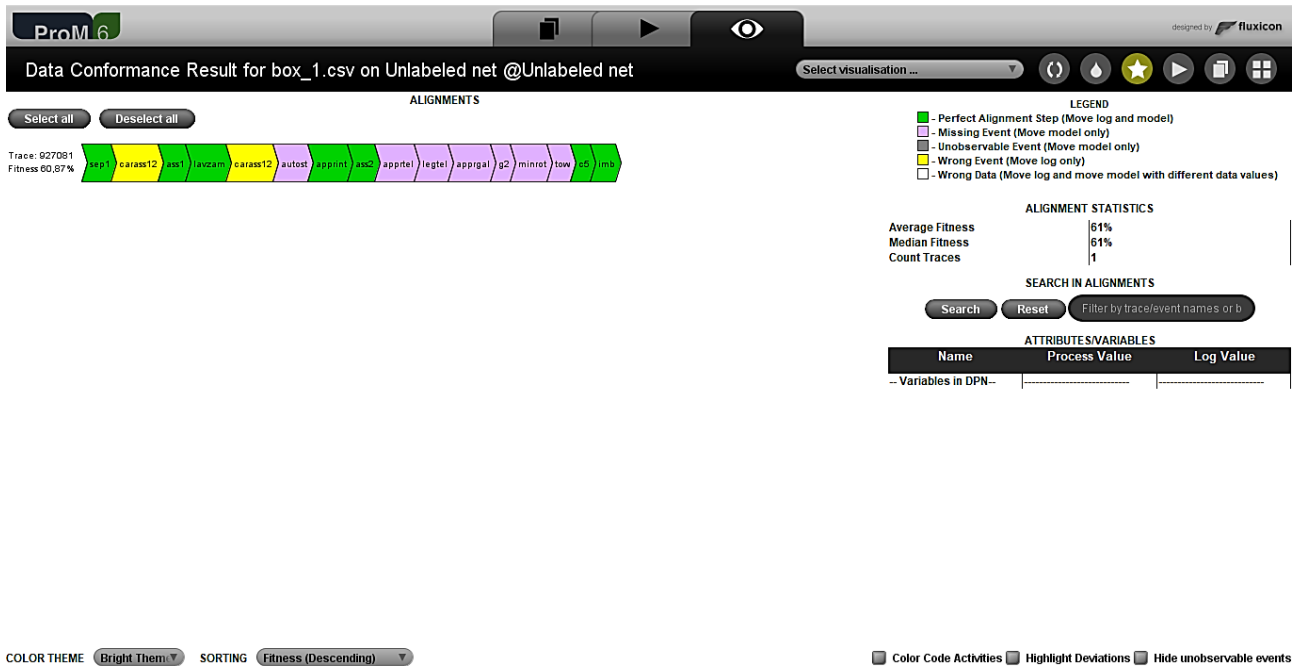 ProM 6
designed by fluxicon
Data Conformance Result for box_1.csv on Unlabeled net @Unlabeled net
Select visualisation ...
ALIGNMENTS
Select all
Deselect all
Trace: 927081
Fitness 60,87%
sep1 carass12 ass1 lavzam carass12 autost apprint ass2 apprtel legtel apprgal g2 minrot tow c5 imb
LEGEND
- Perfect Alignment Step (Move log and model)
- Missing Event (Move model only)
- Unobservable Event (Move model only)
- Wrong Event (Move log only)
- Wrong Data (Move log and move model with different data values)
ALIGNMENT STATISTICS
Average Fitness 61%
Median Fitness 61%
Count Traces 1
SEARCH IN ALIGNMENTS
Search Reset Filter by trace/event names or b
ATTRIBUTES/VARIABLES
Name Process Value Log Value
-- Variables in DPN-- --------------------------- ---------------------------
COLOR THEME Bright Them SORTING Fitness (Descending)
Color Code Activities Highlight Deviations Hide unobservable events